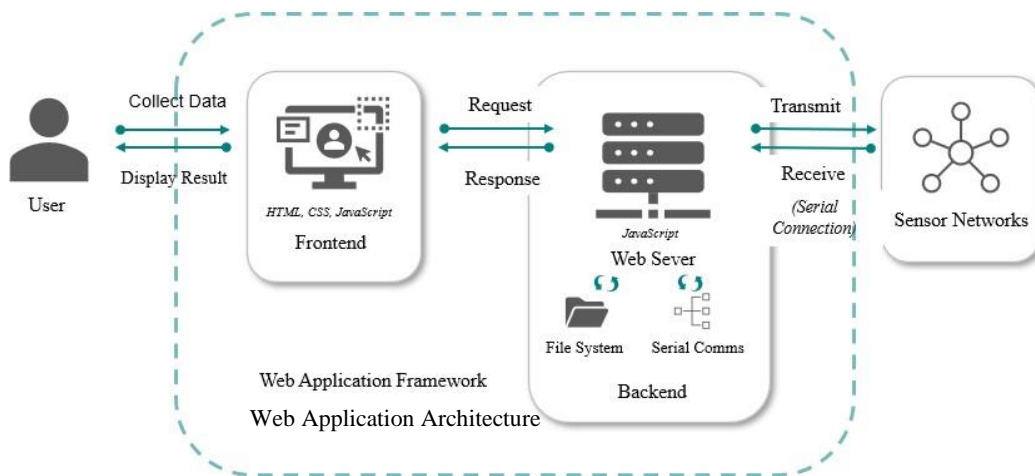 Collect Data
Display Result
User
HTML, CSS, JavaScript
Frontend
Request
Response
JavaScript
Web Sever
File System
Serial Comms
Backend
Transmit
Receive
(Serial
Connection)
Sensor Networks
Web Application Framework
Web Application Architecture